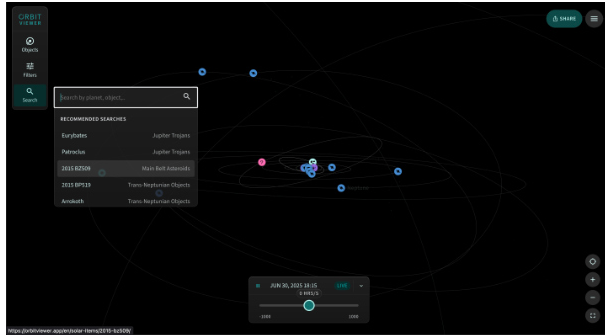 ORBIT
VIEWER
Objects
Filters
Search
Search by planet, object...
RECOMMENDED SEARCHES
Eurybates Jupiter Trojans
Patroclus Jupiter Trojans
2015 BZ509 Main Belt Asteroids
2015 BP519 Trans-Neptunian Objects
Arrokoth Trans-Neptunian Objects
SHARE
JUN 30, 2025 18:15 LIVE
0 HRS/S
https://orbitviewer.app/en/solar-items/2015-bz509/